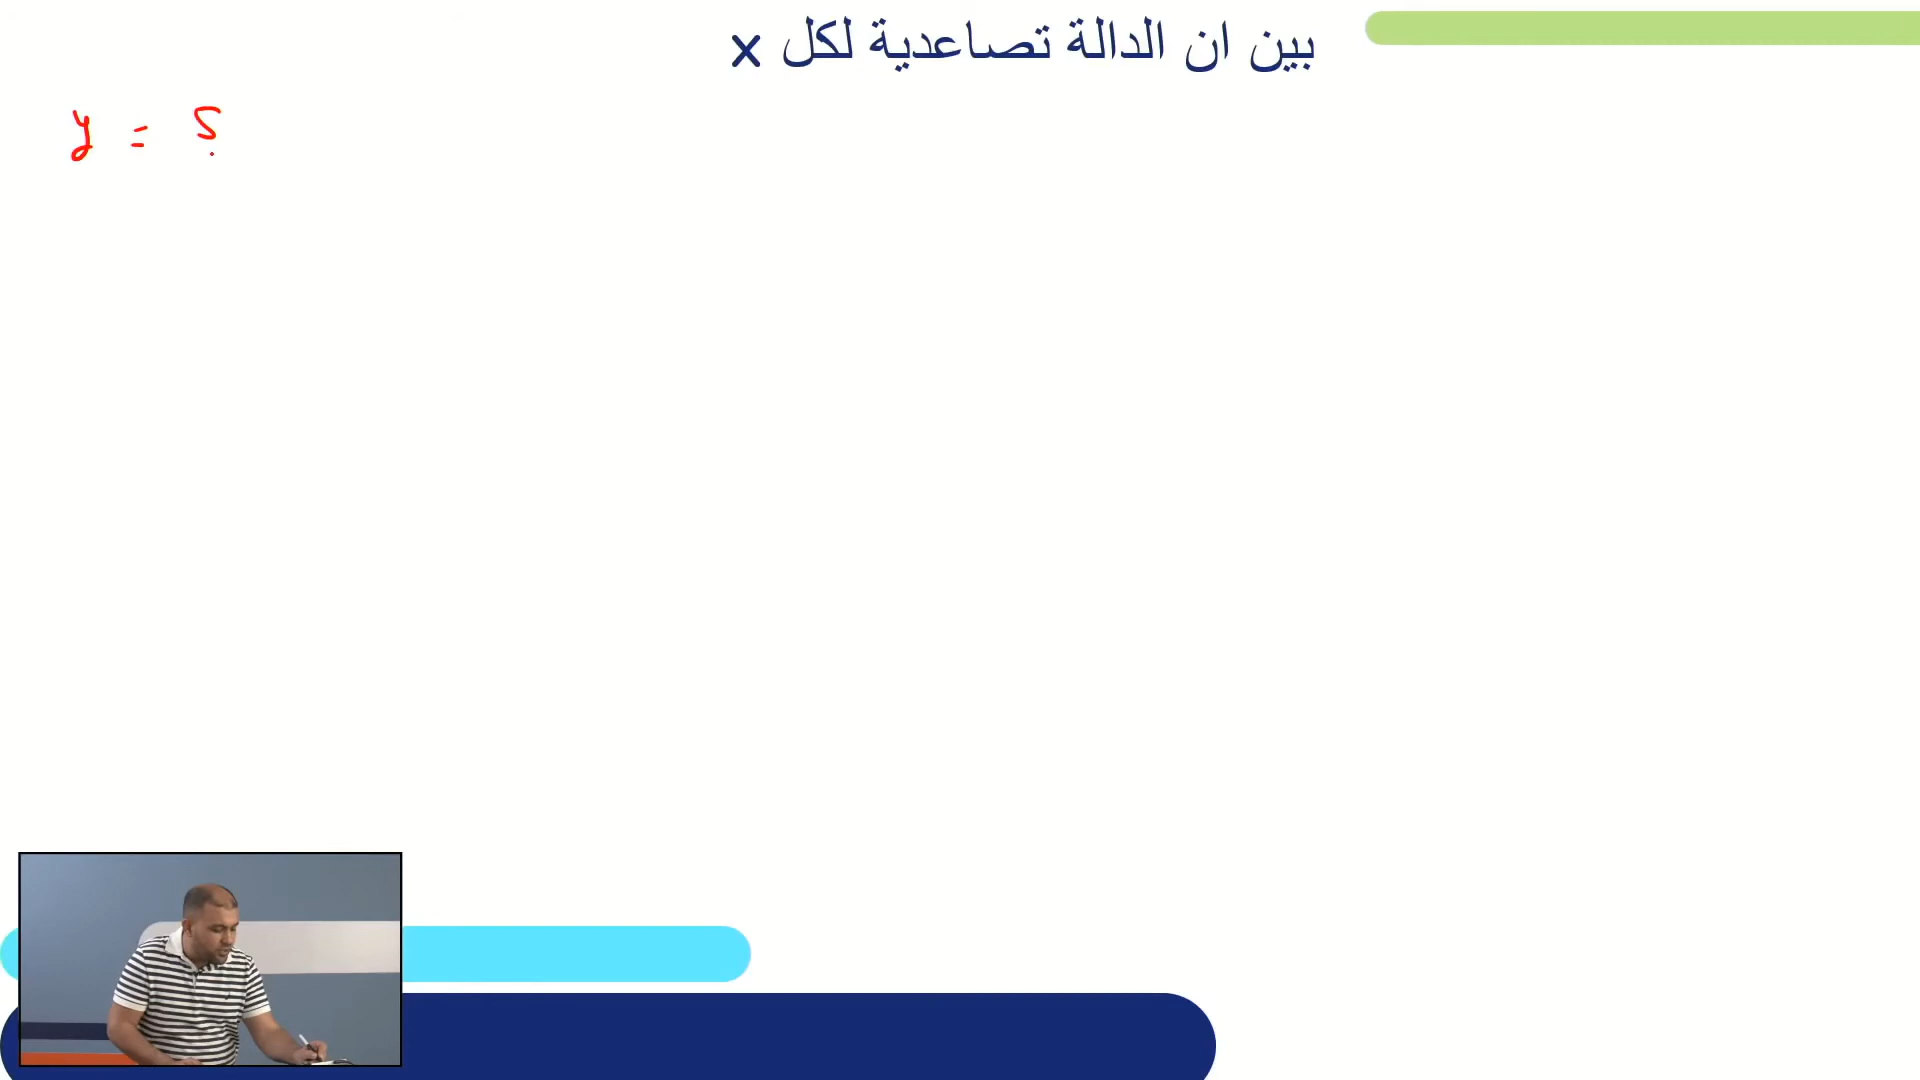 بين ان الدالة تصاعدية لكل x
y = ؟